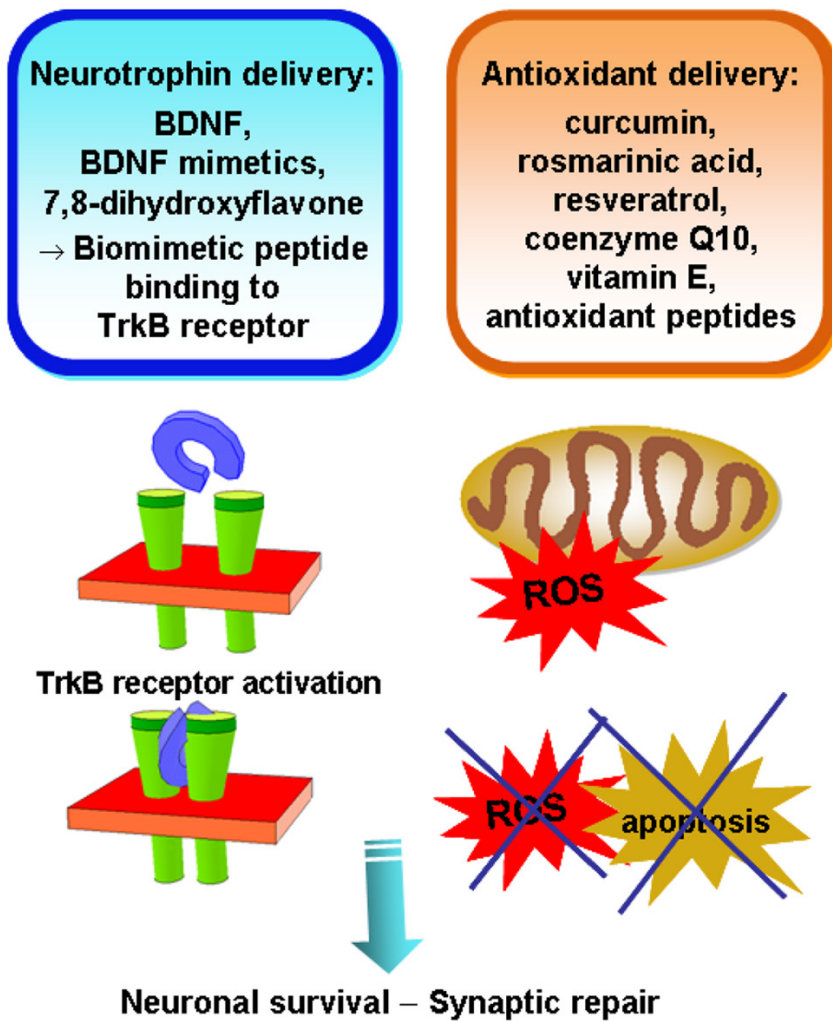 Neurotrophin delivery:
BDNF,
BDNF mimetics,
7,8-dihydroxyflavone
→ Biomimetic peptide
binding to
TrkB receptor
Antioxidant delivery:
curcumin,
rosmarinic acid,
resveratrol,
coenzyme Q10,
vitamin E,
antioxidant peptides
ROS
TrkB receptor activation
ROS
apoptosis
Neuronal survival – Synaptic repair